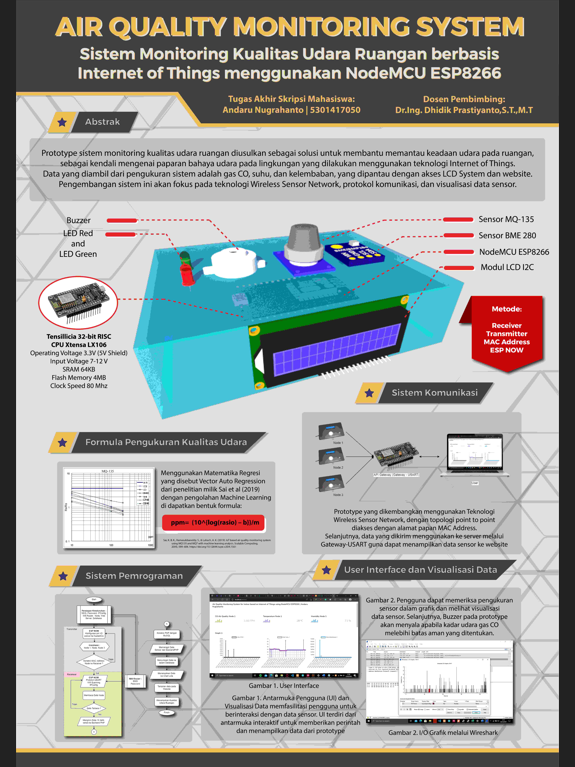 AIR QUALITY MONITORING SYSTEM
Sistem Monitoring Kualitas Udara Ruangan berbasis
Internet of Things menggunakan NodeMCU ESP8266
Tugas Akhir Skripsi Mahasiswa:
Andaru Nugrahanto | 5301417050
Dosen Pembimbing:
Dr.Ing. Dhidik Prastiyanto,S.T.,M.T
Abstrak
Prototype sistem monitoring kualitas udara ruangan diusulkan sebagai solusi untuk membantu memantau keadaan udara pada ruangan,
sebagai kendali mengenai paparan bahaya udara pada lingkungan yang dilakukan menggunakan teknologi Internet of Things.
Data yang diambil dari pengukuran sistem adalah gas CO, suhu, dan kelembaban, yang dipantau dengan akses LCD System dan website.
Pengembangan sistem ini akan fokus pada teknologi Wireless Sensor Network, protokol komunikasi, dan visualisasi data sensor.
Buzzer
LED Red
and
LED Green
Sensor MQ-135
Sensor BME 280
NodeMCU ESP8266
Modul LCD I2C
Tensillicia 32-bit RISC
CPU Xtensa LX106
Operating Voltage 3.3V (5V Shield)
Input Voltage 7-12 V
SRAM 64KB
Flash Memory 4MB
Clock Speed 80 Mhz
Metode:
Receiver
Transmitter
MAC Address
ESP NOW
Sistem Komunikasi
Node 1
Node 2
Prototype yang dikembangkan menggunakan Teknologi
Wireless Sensor Network, dengan topologi point to point
diakses dengan alamat papan MAC Address.
Selanjutnya, data yang dikirim menggunakan ke server melalui
Gateway-USART guna dapat menampilkan data sensor ke website
Formula Pengukuran Kualitas Udara
MQ-135
Menggunakan Matematika Regresi
yang disebut Vector Auto Regression
dari penelitian milik Sai et al (2019)
dengan pengolahan Machine Learning
di dapatkan bentuk formula:
ppm= (10^(log(rasio) – b))/m
Sistem Pemrograman
User Interface dan Visualisasi
Gambar 1. User Interface
Gambar 1. Antarmuka Pengguna (UI) dan
Visualisasi Data memfasilitasi pengguna untuk
berinteraksi dengan data sensor. UI terdiri dari
antarmuka interaktif untuk memberikan perintah
dan menampilkan data dari prototype
Gambar 2. Pengguna dapat memeriksa pengukuran
sensor dalam grafik dan melihat visualisasi
data sensor. Selanjutnya, Buzzer pada prototype
akan menyala apabila kadar udara gas CO
melebihi batas aman yang ditentukan.
Gambar 2. I/O Grafik melalui Wireshark